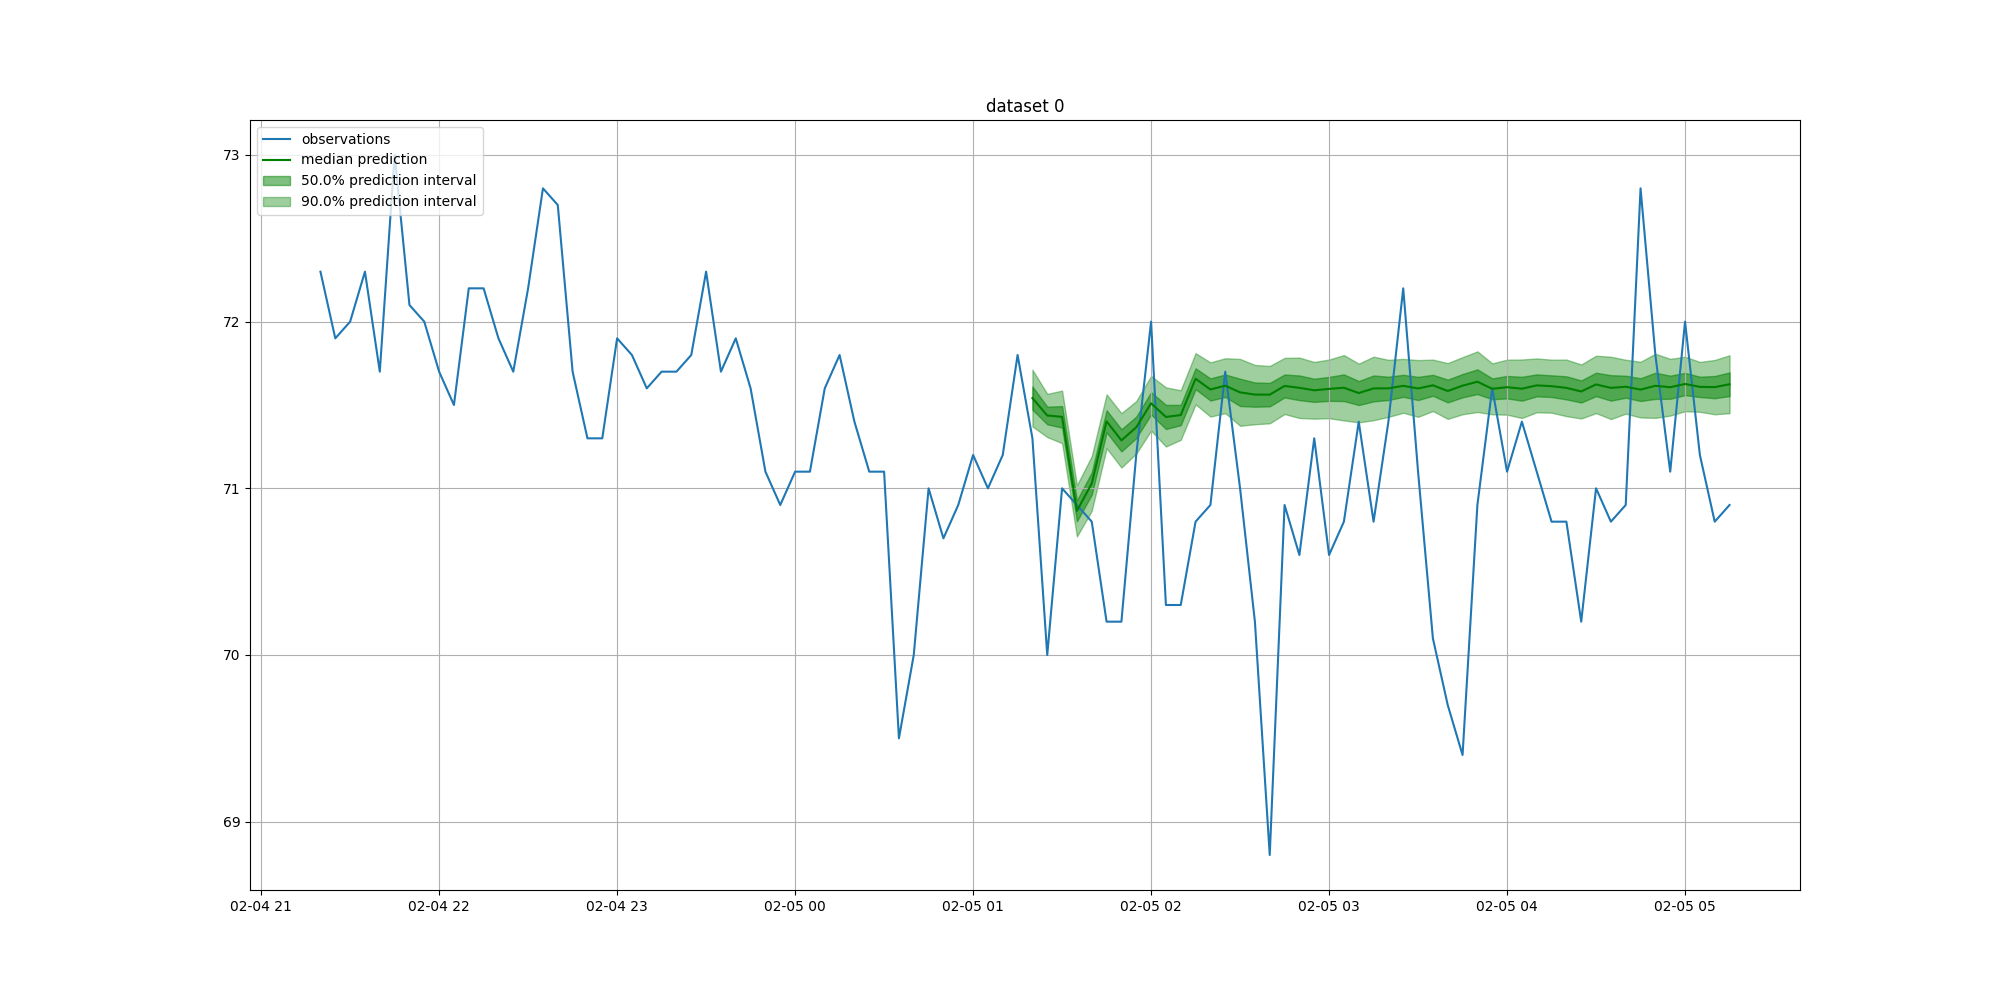 dataset 0
observations
median prediction
50.0% prediction interval
90.0% prediction interval
73
72
71
70
69
02-04 21
02-04 22
02-04 23
02-05 00
02-05 01
02-05 02
02-05 03
02-05 04
02-05 05